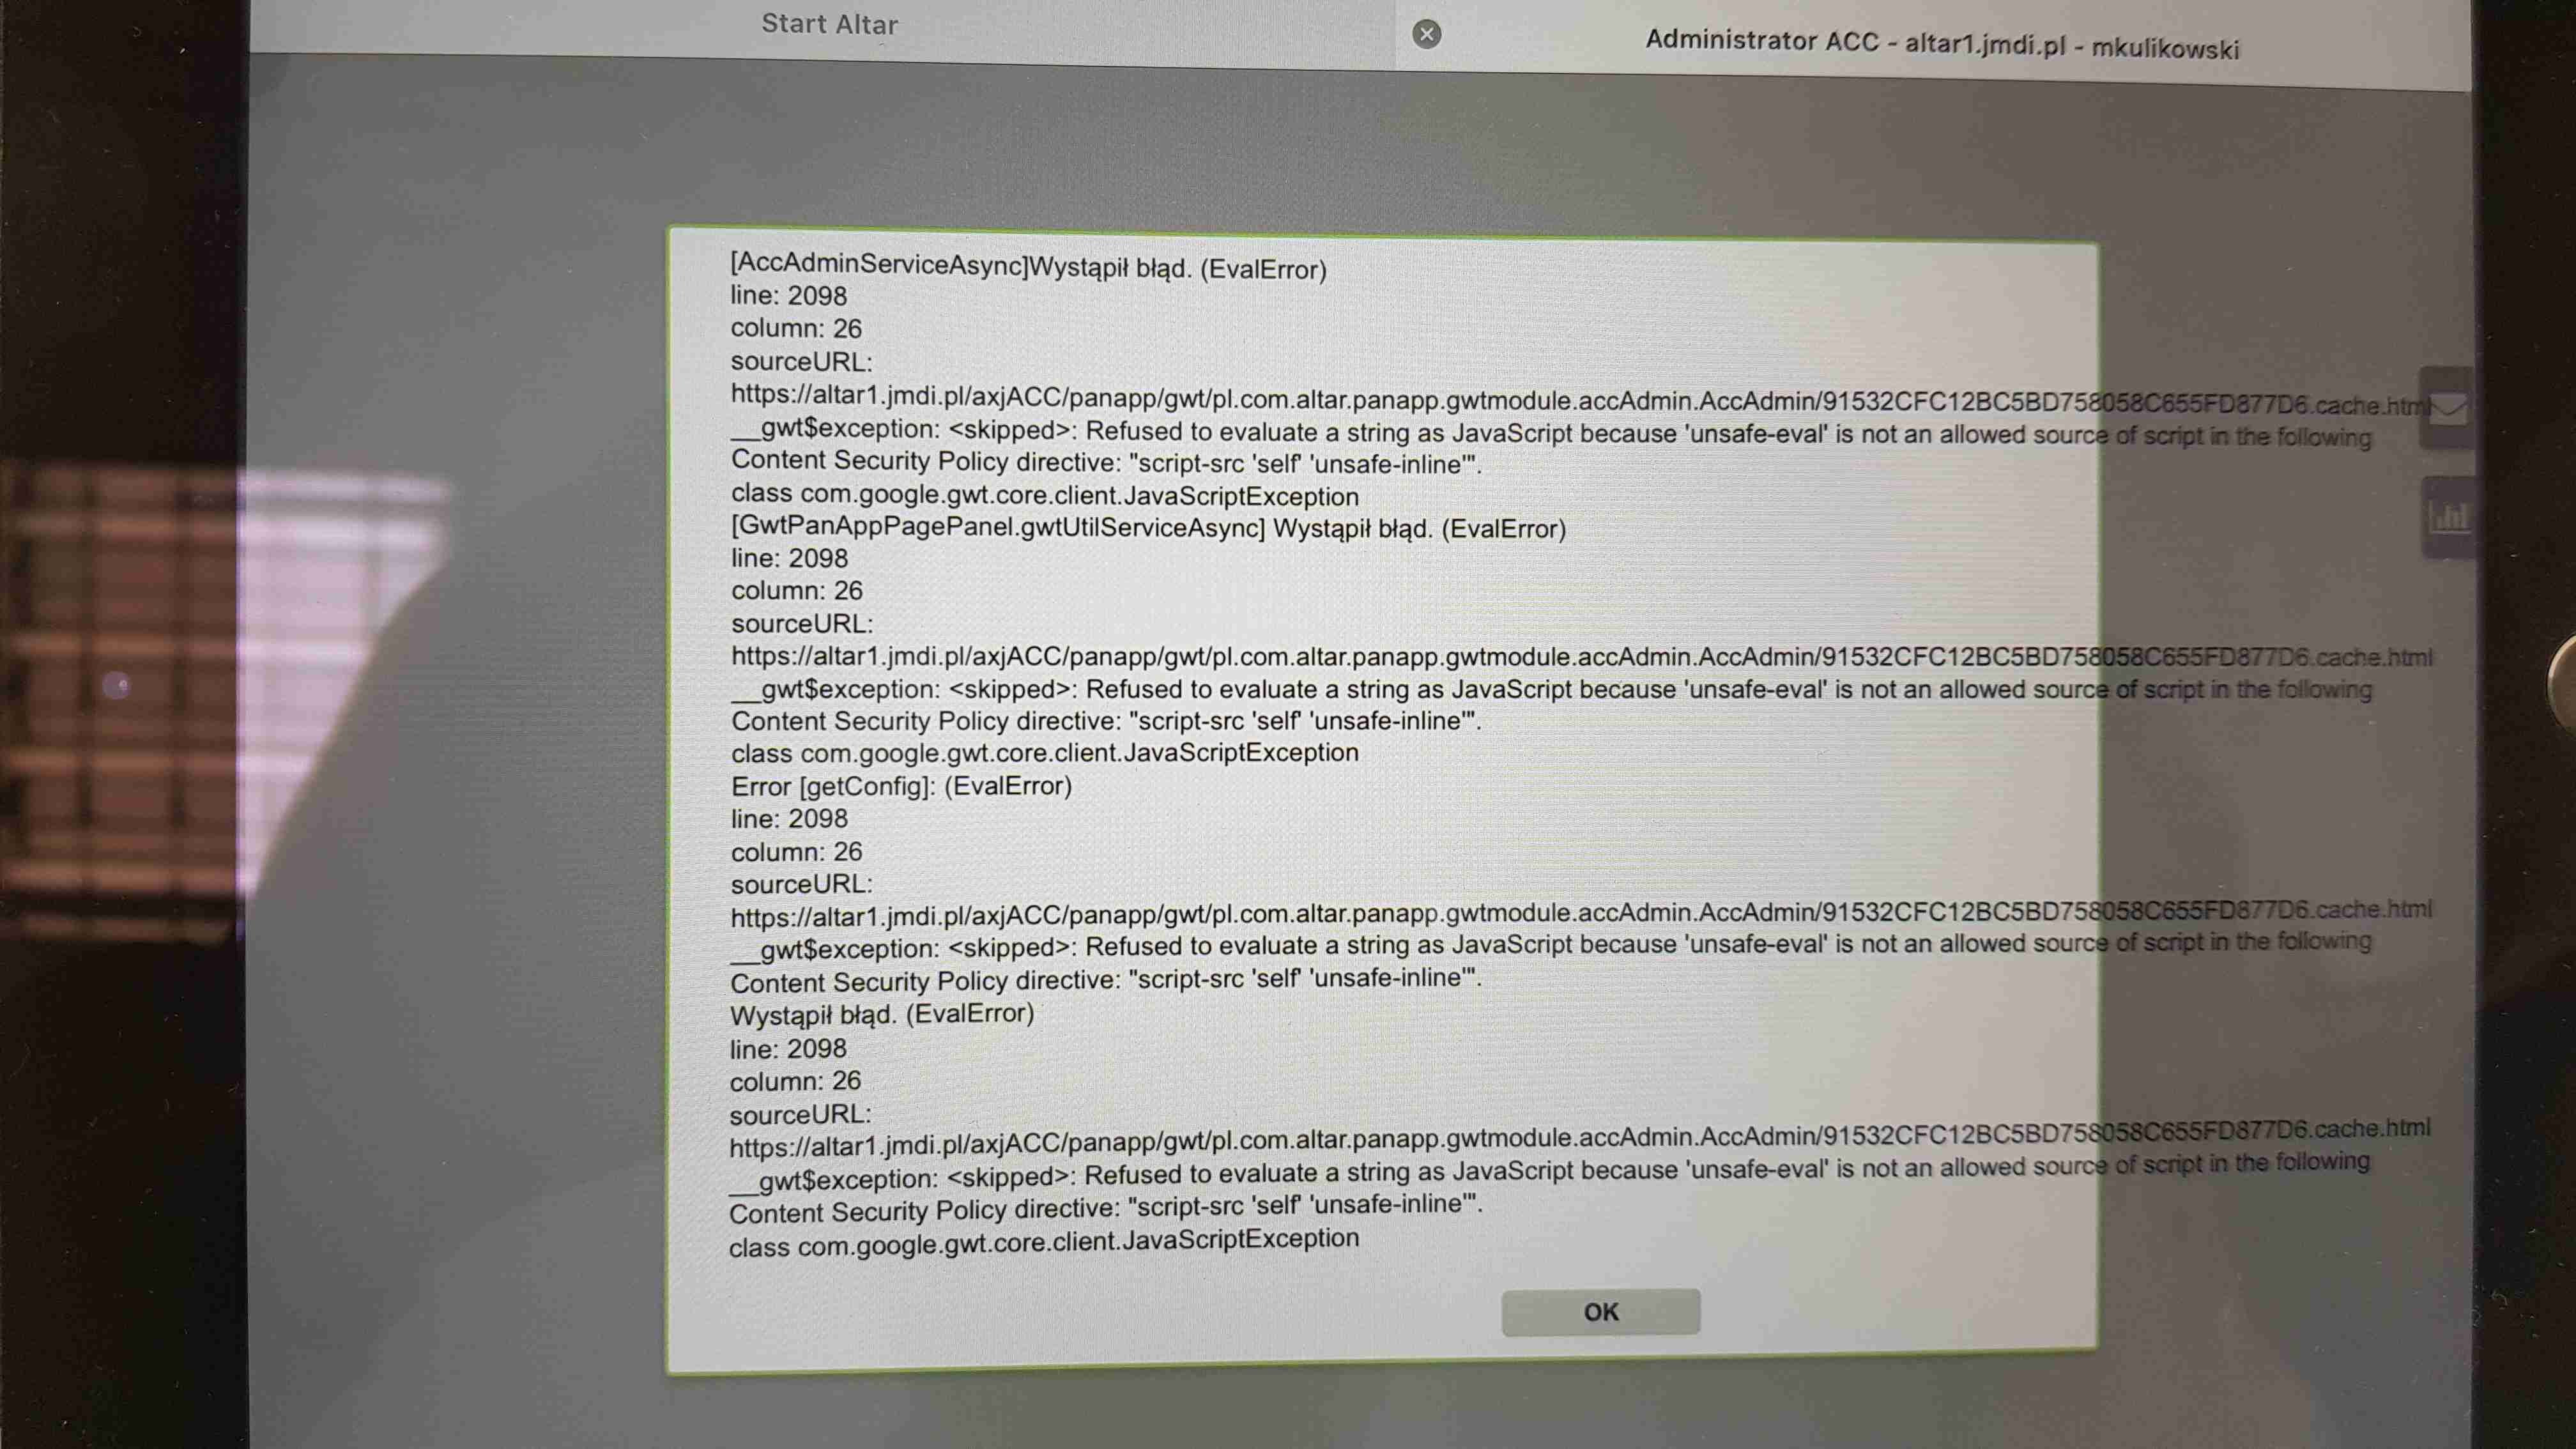 Start Altar
Administrator ACC - altar1.jmdi.pl - mkulikowski
[AccAdminServiceAsync]Wystąpił błąd. (EvalError)
line: 2098
column: 26
sourceURL:
https://altar1.jmdi.pl/axjACC/panapp/gwt/pl.com.altar.panapp.gwtmodule.accAdmin.AccAdmin/91532CFC12BC5BD758058C655FD877D6.cache.html
__gwt$exception: <skipped>: Refused to evaluate a string as JavaScript because 'unsafe-eval' is not an allowed source of script in the following
Content Security Policy directive: "script-src 'self' 'unsafe-inline'".
class com.google.gwt.core.client.JavaScriptException
[GwtPanAppPagePanel.gwtUtilServiceAsync] Wystąpił błąd. (EvalError)
line: 2098
column: 26
sourceURL:
https://altar1.jmdi.pl/axjACC/panapp/gwt/pl.com.altar.panapp.gwtmodule.accAdmin.AccAdmin/91532CFC12BC5BD758058C655FD877D6.cache.html
__gwt$exception: <skipped>: Refused to evaluate a string as JavaScript because 'unsafe-eval' is not an allowed source of script in the following
Content Security Policy directive: "script-src 'self' 'unsafe-inline'".
class com.google.gwt.core.client.JavaScriptException
Error [getConfig]: (EvalError)
line: 2098
column: 26
sourceURL:
https://altar1.jmdi.pl/axjACC/panapp/gwt/pl.com.altar.panapp.gwtmodule.accAdmin.AccAdmin/91532CFC12BC5BD758058C655FD877D6.cache.html
__gwt$exception: <skipped>: Refused to evaluate a string as JavaScript because 'unsafe-eval' is not an allowed source of script in the following
Content Security Policy directive: "script-src 'self' 'unsafe-inline'".
Wystąpił błąd. (EvalError)
line: 2098
column: 26
sourceURL:
https://altar1.jmdi.pl/axjACC/panapp/gwt/pl.com.altar.panapp.gwtmodule.accAdmin.AccAdmin/91532CFC12BC5BD758058C655FD877D6.cache.html
__gwt$exception: <skipped>: Refused to evaluate a string as JavaScript because 'unsafe-eval' is not an allowed source of script in the following
Content Security Policy directive: "script-src 'self' 'unsafe-inline'".
class com.google.gwt.core.client.JavaScriptException
OK